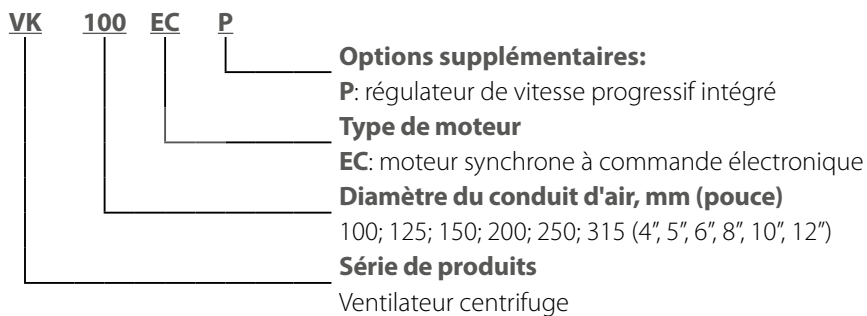 VK 100 EC P
Options supplémentaires:
P: régulateur de vitesse progressif intégré
Type de moteur
EC: moteur synchrone à commande électronique
Diamètre du conduit d'air, mm (pouce)
100; 125; 150; 200; 250; 315 (4”, 5”, 6”, 8”, 10”, 12”)
Série de produits
Ventilateur centrifuge